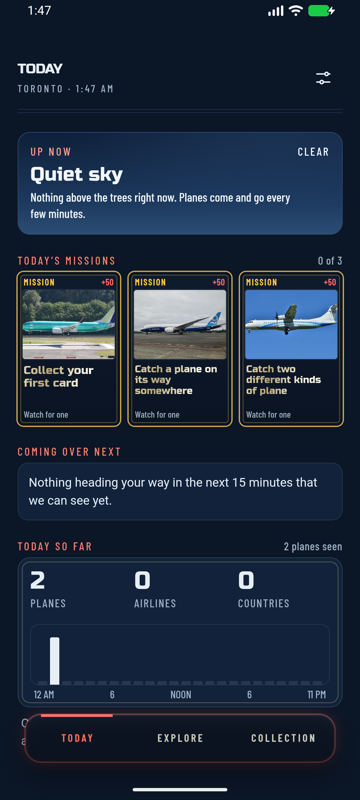 1:47
TODAY
TORONTO · 1:47 AM
UP NOW
CLEAR
Quiet sky
Nothing above the trees right now. Planes come and go every
few minutes.
TODAY'S MISSIONS
0 of 3
MISSION +50
Collect your
first card
Watch for one
MISSION +50
Catch a plane on
its way
somewhere
Watch for one
MISSION +50
Catch two
different kinds
of plane
Watch for one
COMING OVER NEXT
Nothing heading your way in the next 15 minutes that
we can see yet.
TODAY SO FAR
2 planes seen
2 0 0
PLANES AIRLINES COUNTRIES
12 AM 6 NOON 6 11 PM
TODAY EXPLORE COLLECTION